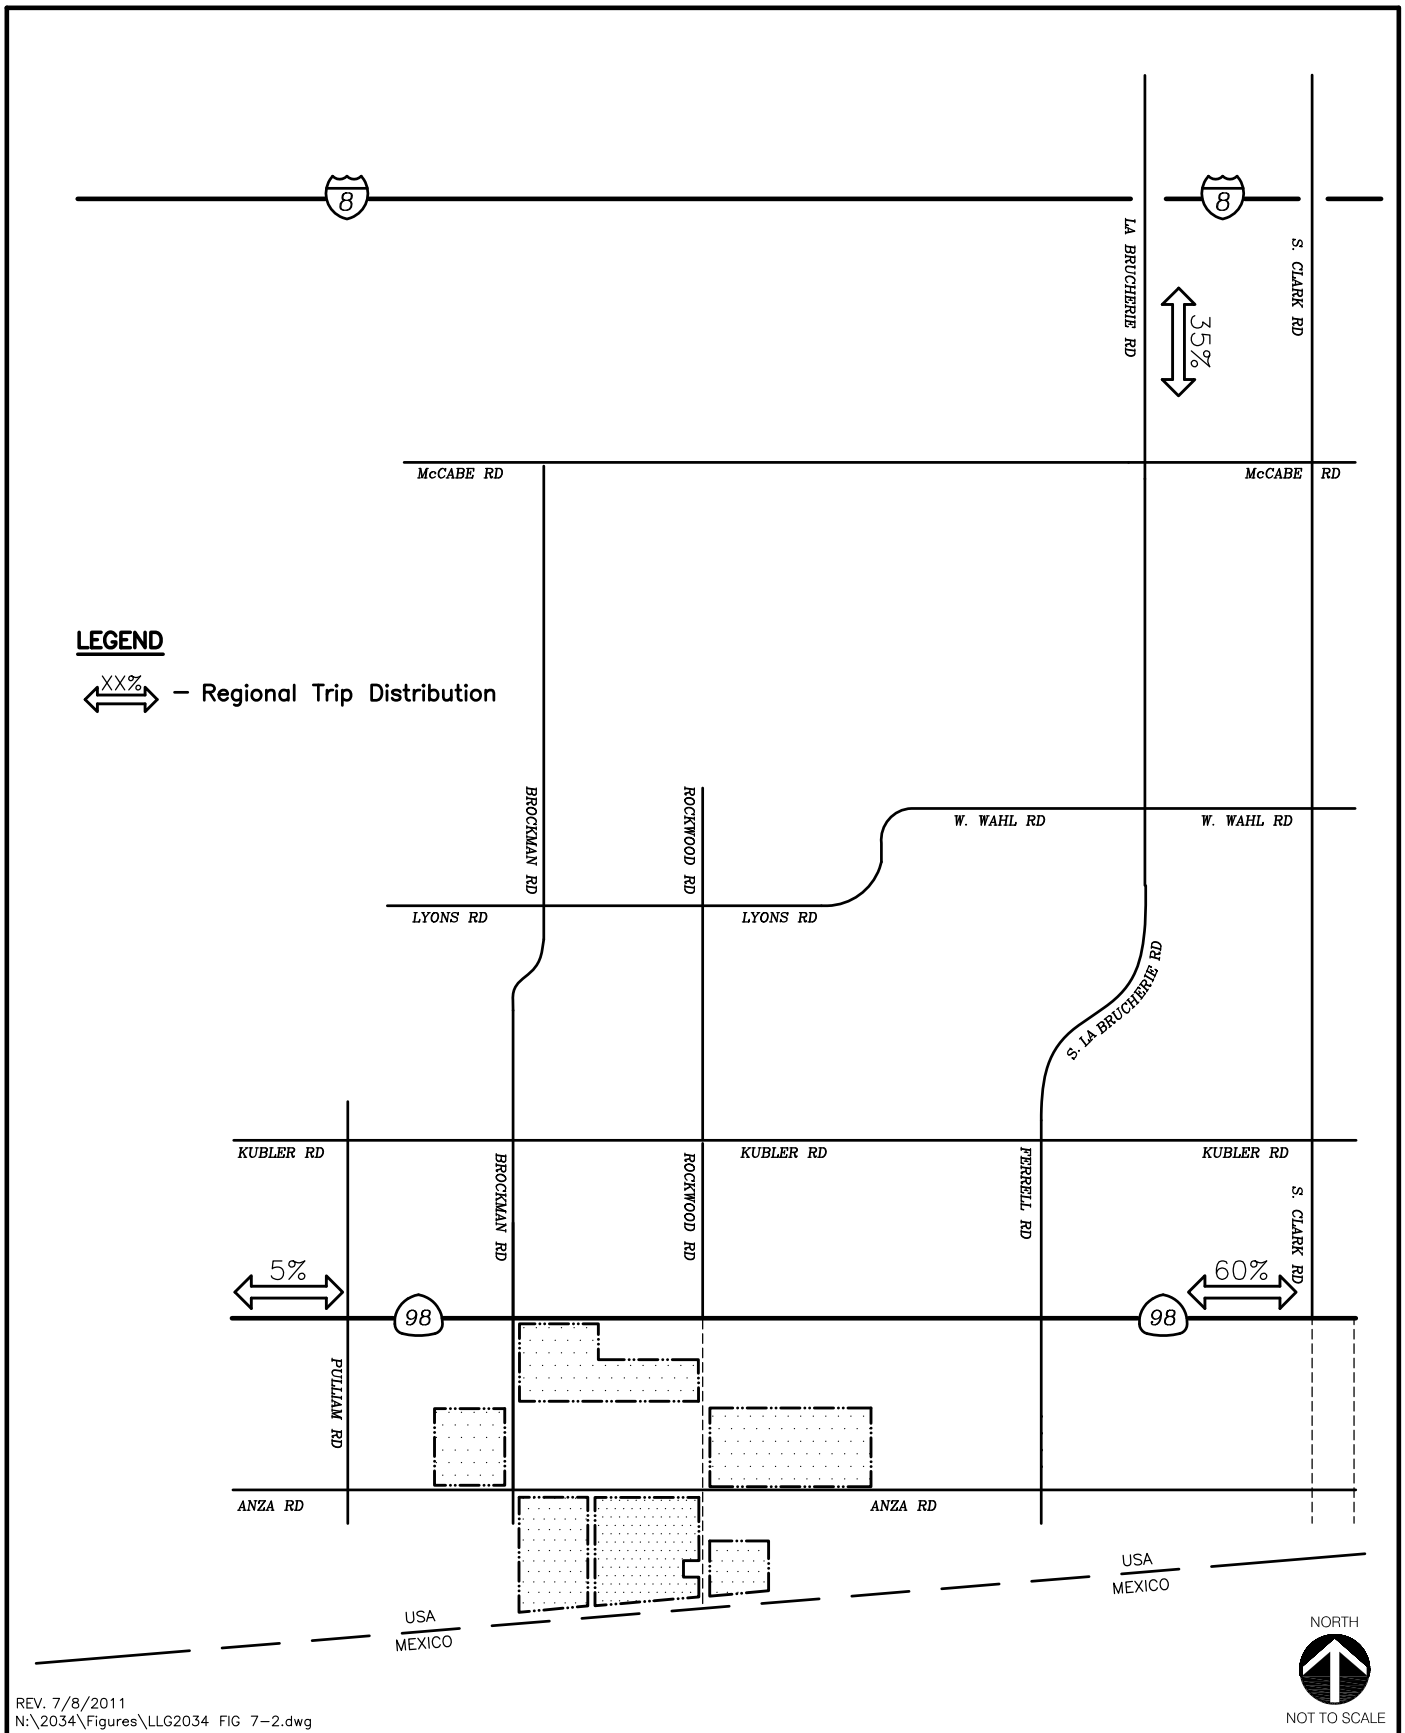 8
8
LA BRUCHERIE RD
S. CLARK RD
35%
McCABE RD
McCABE RD
LEGEND
XX% – Regional Trip Distribution
BROCKMAN RD
ROCKWOOD RD
W. WAHL RD
W. WAHL RD
LYONS RD
LYONS RD
S. LA BRUCHERIE RD
KUBLER RD
KUBLER RD
KUBLER RD
BROCKMAN RD
ROCKWOOD RD
FERRELL RD
S. CLARK RD
5%
60%
98
98
PULLIAM RD
ANZA RD
ANZA RD
USA
MEXICO
USA
MEXICO
NORTH
NOT TO SCALE
REV. 7/8/2011
N:\2034\Figures\LLG2034 FIG 7-2.dwg